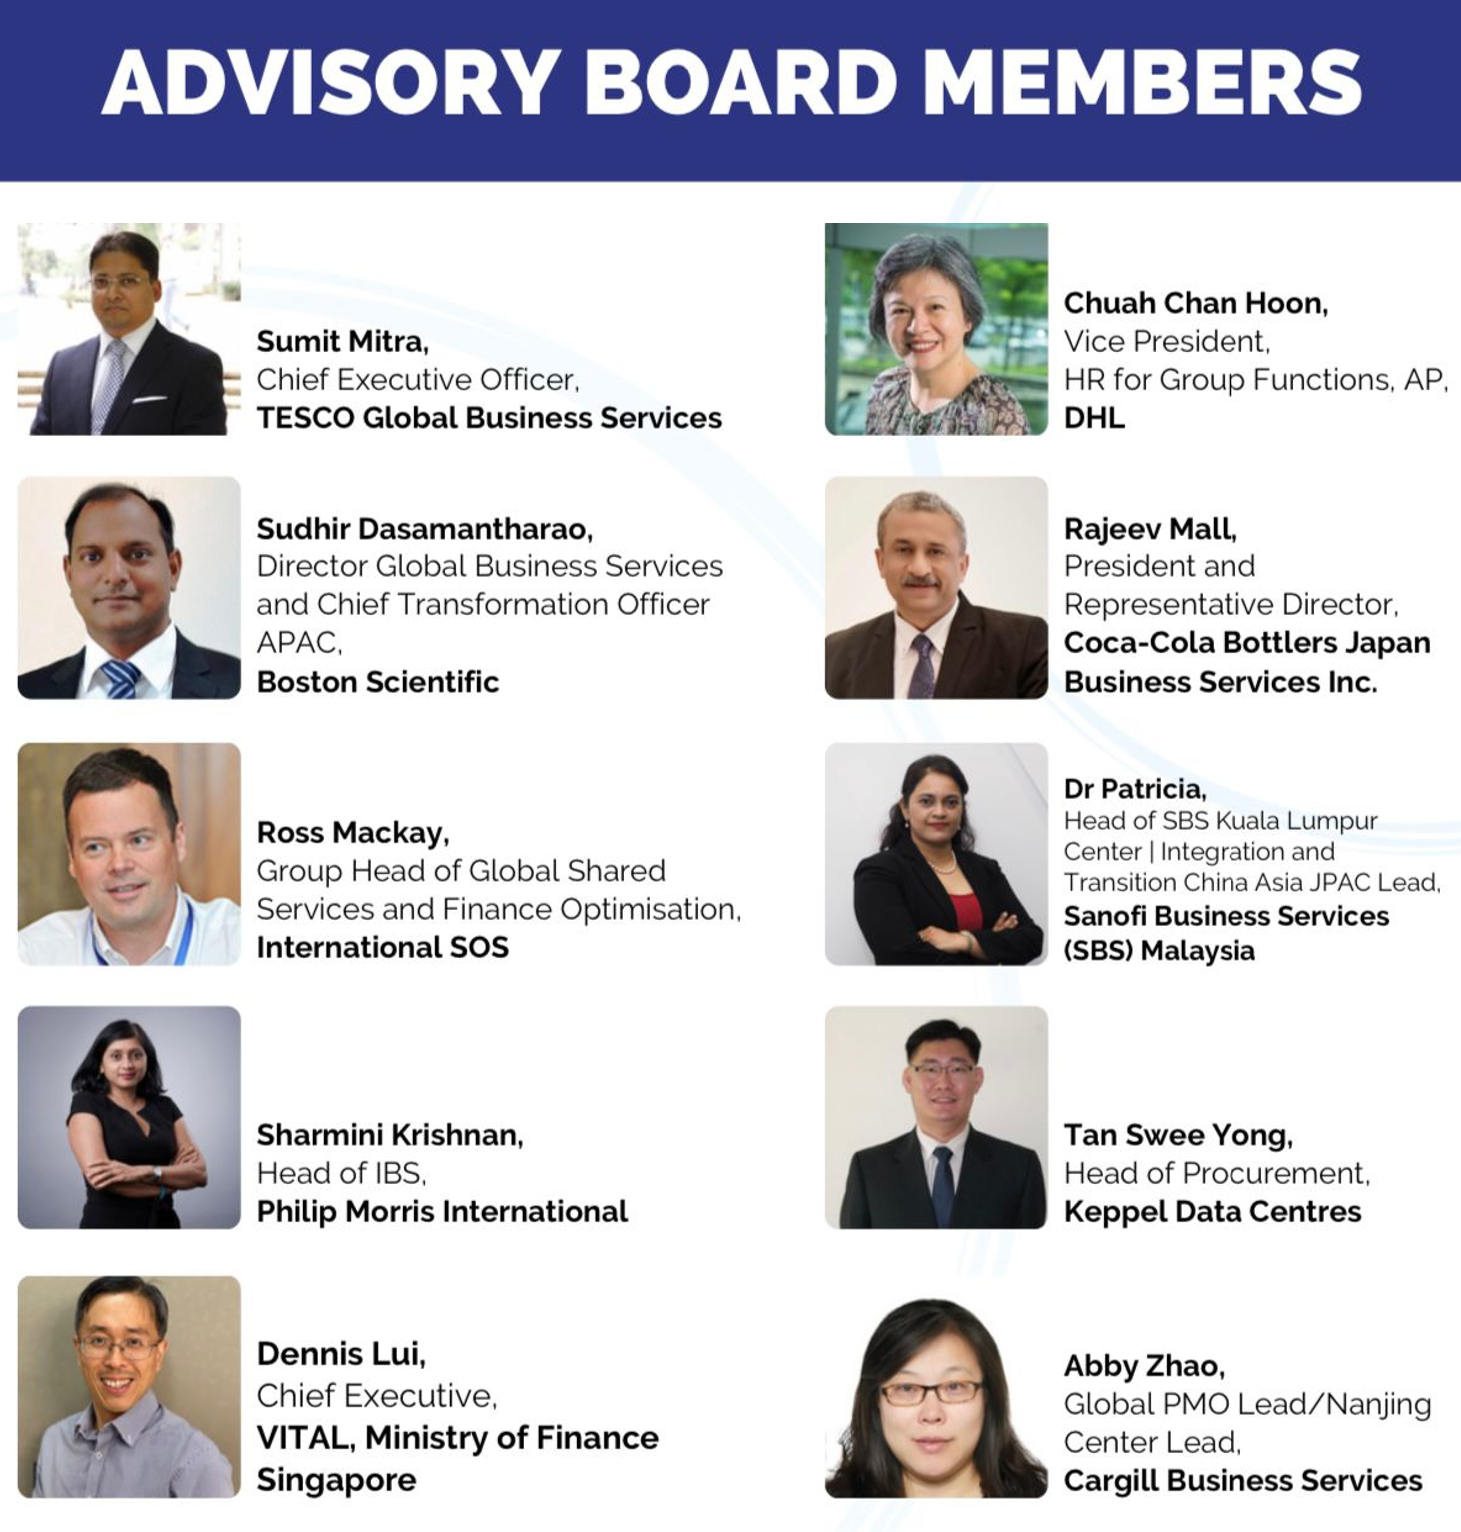 ADVISORY BOARD MEMBERS
Sumit Mitra,
Chief Executive Officer,
TESCO Global Business Services
Chuah Chan Hoon,
Vice President,
HR for Group Functions, AP,
DHL
Sudhir Dasamantharao,
Director Global Business Services
and Chief Transformation Officer
APAC,
Boston Scientific
Rajeev Mall,
President and
Representative Director,
Coca-Cola Bottlers Japan
Business Services Inc.
Ross Mackay,
Group Head of Global Shared
Services and Finance Optimisation,
International SOS
Dr Patricia,
Head of SBS Kuala Lumpur
Center | Integration and
Transition China Asia JPAC Lead,
Sanofi Business Services
(SBS) Malaysia
Sharmini Krishnan,
Head of IBS,
Philip Morris International
Tan Swee Yong,
Head of Procurement,
Keppel Data Centres
Dennis Lui,
Chief Executive,
VITAL, Ministry of Finance
Singapore
Abby Zhao,
Global PMO Lead/Nanjing
Center Lead,
Cargill Business Services